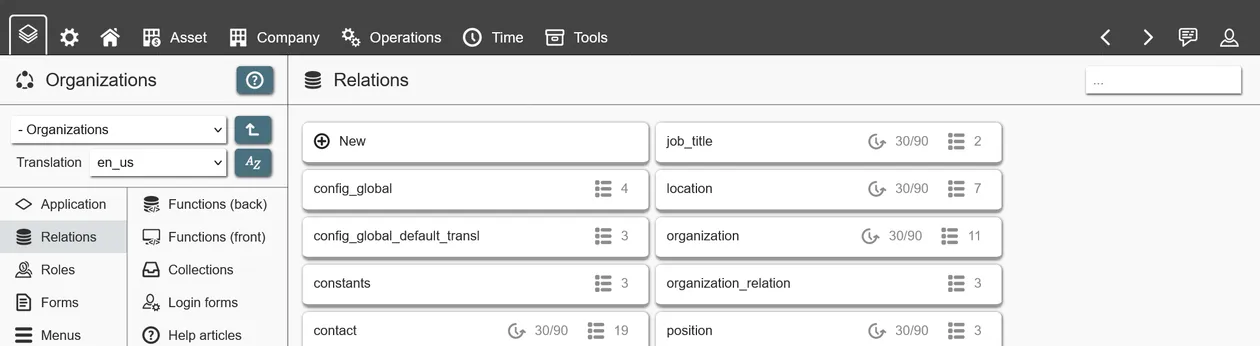 Asset
Company
Operations
Time
Tools
Organizations
Relations
...
- Organizations
Translation
en_us
AZ
Application
Functions (back)
Relations
Functions (front)
Roles
Collections
Forms
Login forms
Menus
Help articles
New
job_title 30/90 2
config_global 4
location 30/90 7
config_global_default_transl 3
organization 30/90 11
constants 3
organization_relation 3
contact 30/90 19
position 30/90 3